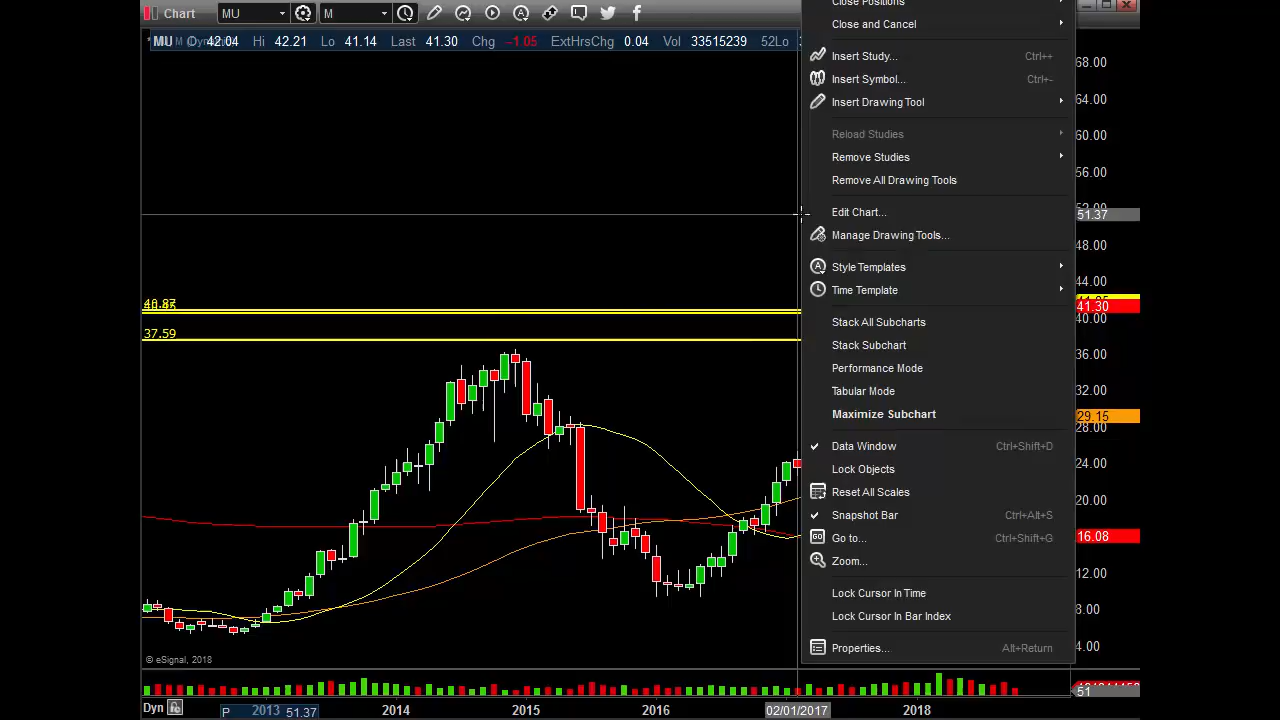 Chart MU M
MU 42.04 Hi 42.21 Lo 41.14 Last 41.30 Chg -1.05 ExtHrsChg 0.04 Vol 33515239 52Lo
Close Positions
Close and Cancel
Insert Study... Ctrl++
Insert Symbol... Ctrl+-
Insert Drawing Tool
Reload Studies
Remove Studies
Remove All Drawing Tools
Edit Chart...
Manage Drawing Tools...
Style Templates
Time Template
Stack All Subcharts
Stack Subchart
Performance Mode
Tabular Mode
Maximize Subchart
Data Window Ctrl+Shift+D
Lock Objects
Reset All Scales
Snapshot Bar Ctrl+Alt+S
GO Go to... Ctrl+Shift+G
Zoom...
Lock Cursor In Time
Lock Cursor In Bar Index
Properties... Alt+Return
68.00
64.00
60.00
56.00
51.37
48.00
44.00
41.30
40.00
36.00
32.00
29.15
28.00
24.00
20.00
16.08
12.00
8.00
4.00
51
40.87
37.59
© eSignal, 2018
Dyn 2013 2014 2015 2016 02/01/2017 2018
P 51.37